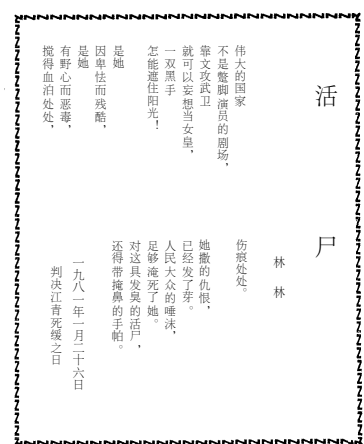 活尸
林林
伟大的国家
不是蹩脚演员的剧场，
靠文攻武卫
就可以妄想当女皇，
一双黑手
怎能遮住阳光！
是她
因卑怯而残酷，
是她
有野心而恶毒，
搅得血泊处处，
伤痕处处。
她撒的仇恨，
已经发了芽。
人民大众的唾沫，
足够淹死了她。
对这具发臭的活尸，
还得带掩鼻的手帕。
一九八一年一月二十六日
判决江青死缓之日